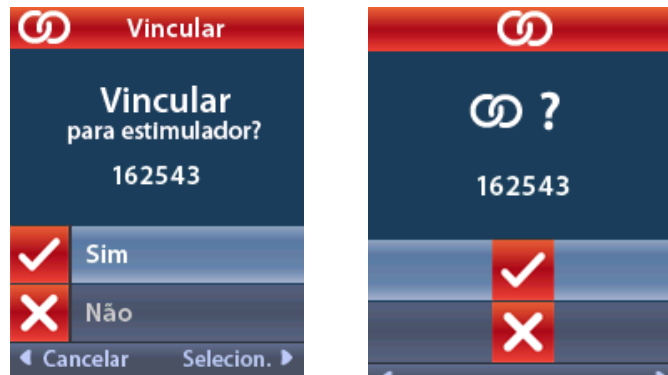 Vincular
Vincular
para estimulador?
162543
Sim
Não
Cancelar Selecion.
?
162543